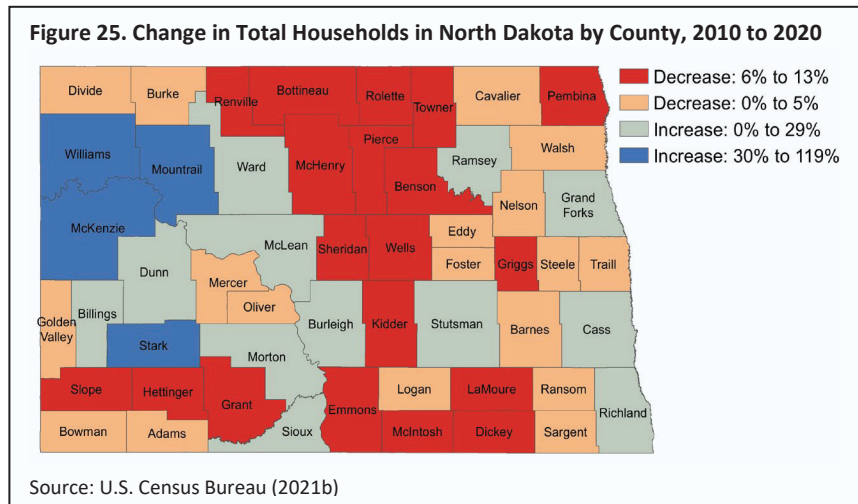 Figure 25. Change in Total Households in North Dakota by County, 2010 to 2020
Decrease: 6% to 13%
Decrease: 0% to 5%
Increase: 0% to 29%
Increase: 30% to 119%
Divide
Burke
Renville
Bottineau
Rolette
Towner
Cavalier
Pembina
Williams
Mountrail
Ward
McHenry
Pierce
Benson
Ramsey
Walsh
McKenzie
Nelson
Grand
Forks
Dunn
McLean
Sheridan
Wells
Eddy
Foster
Griggs
Steele
Traill
Golden
Valley
Billings
Mercer
Oliver
Burleigh
Kidder
Stutsman
Barnes
Cass
Stark
Morton
Slope
Hettinger
Grant
Emmons
Logan
LaMoure
Ransom
Richland
Bowman
Adams
Sioux
McIntosh
Dickey
Sargent
Source: U.S. Census Bureau (2021b)